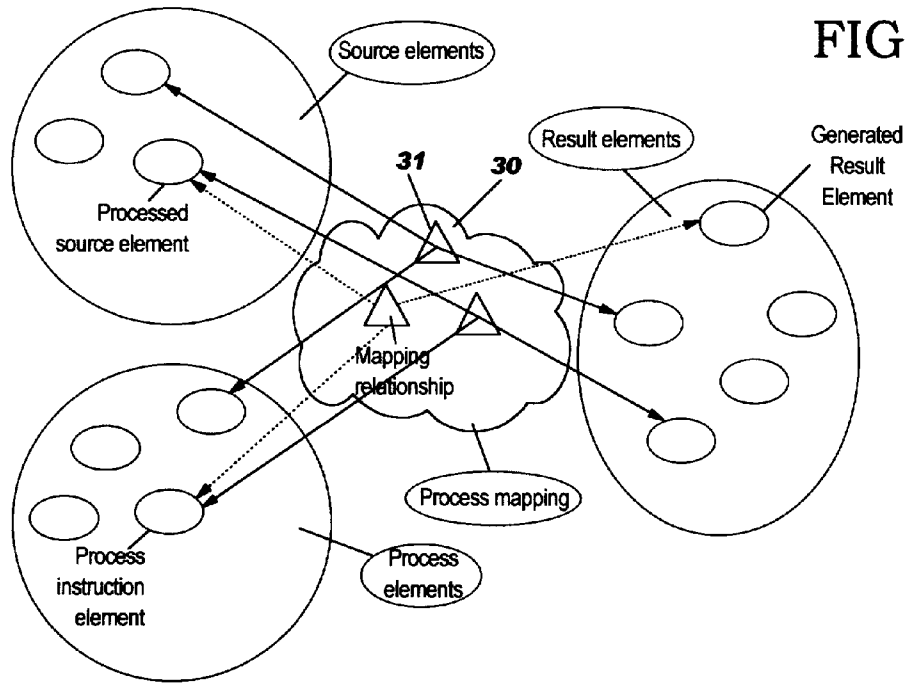 FIG
Source elements
Result elements
Generated
Result
Element
31
30
Processed
source element
Mapping
relationship
Process mapping
Process
instruction
element
Process
elements